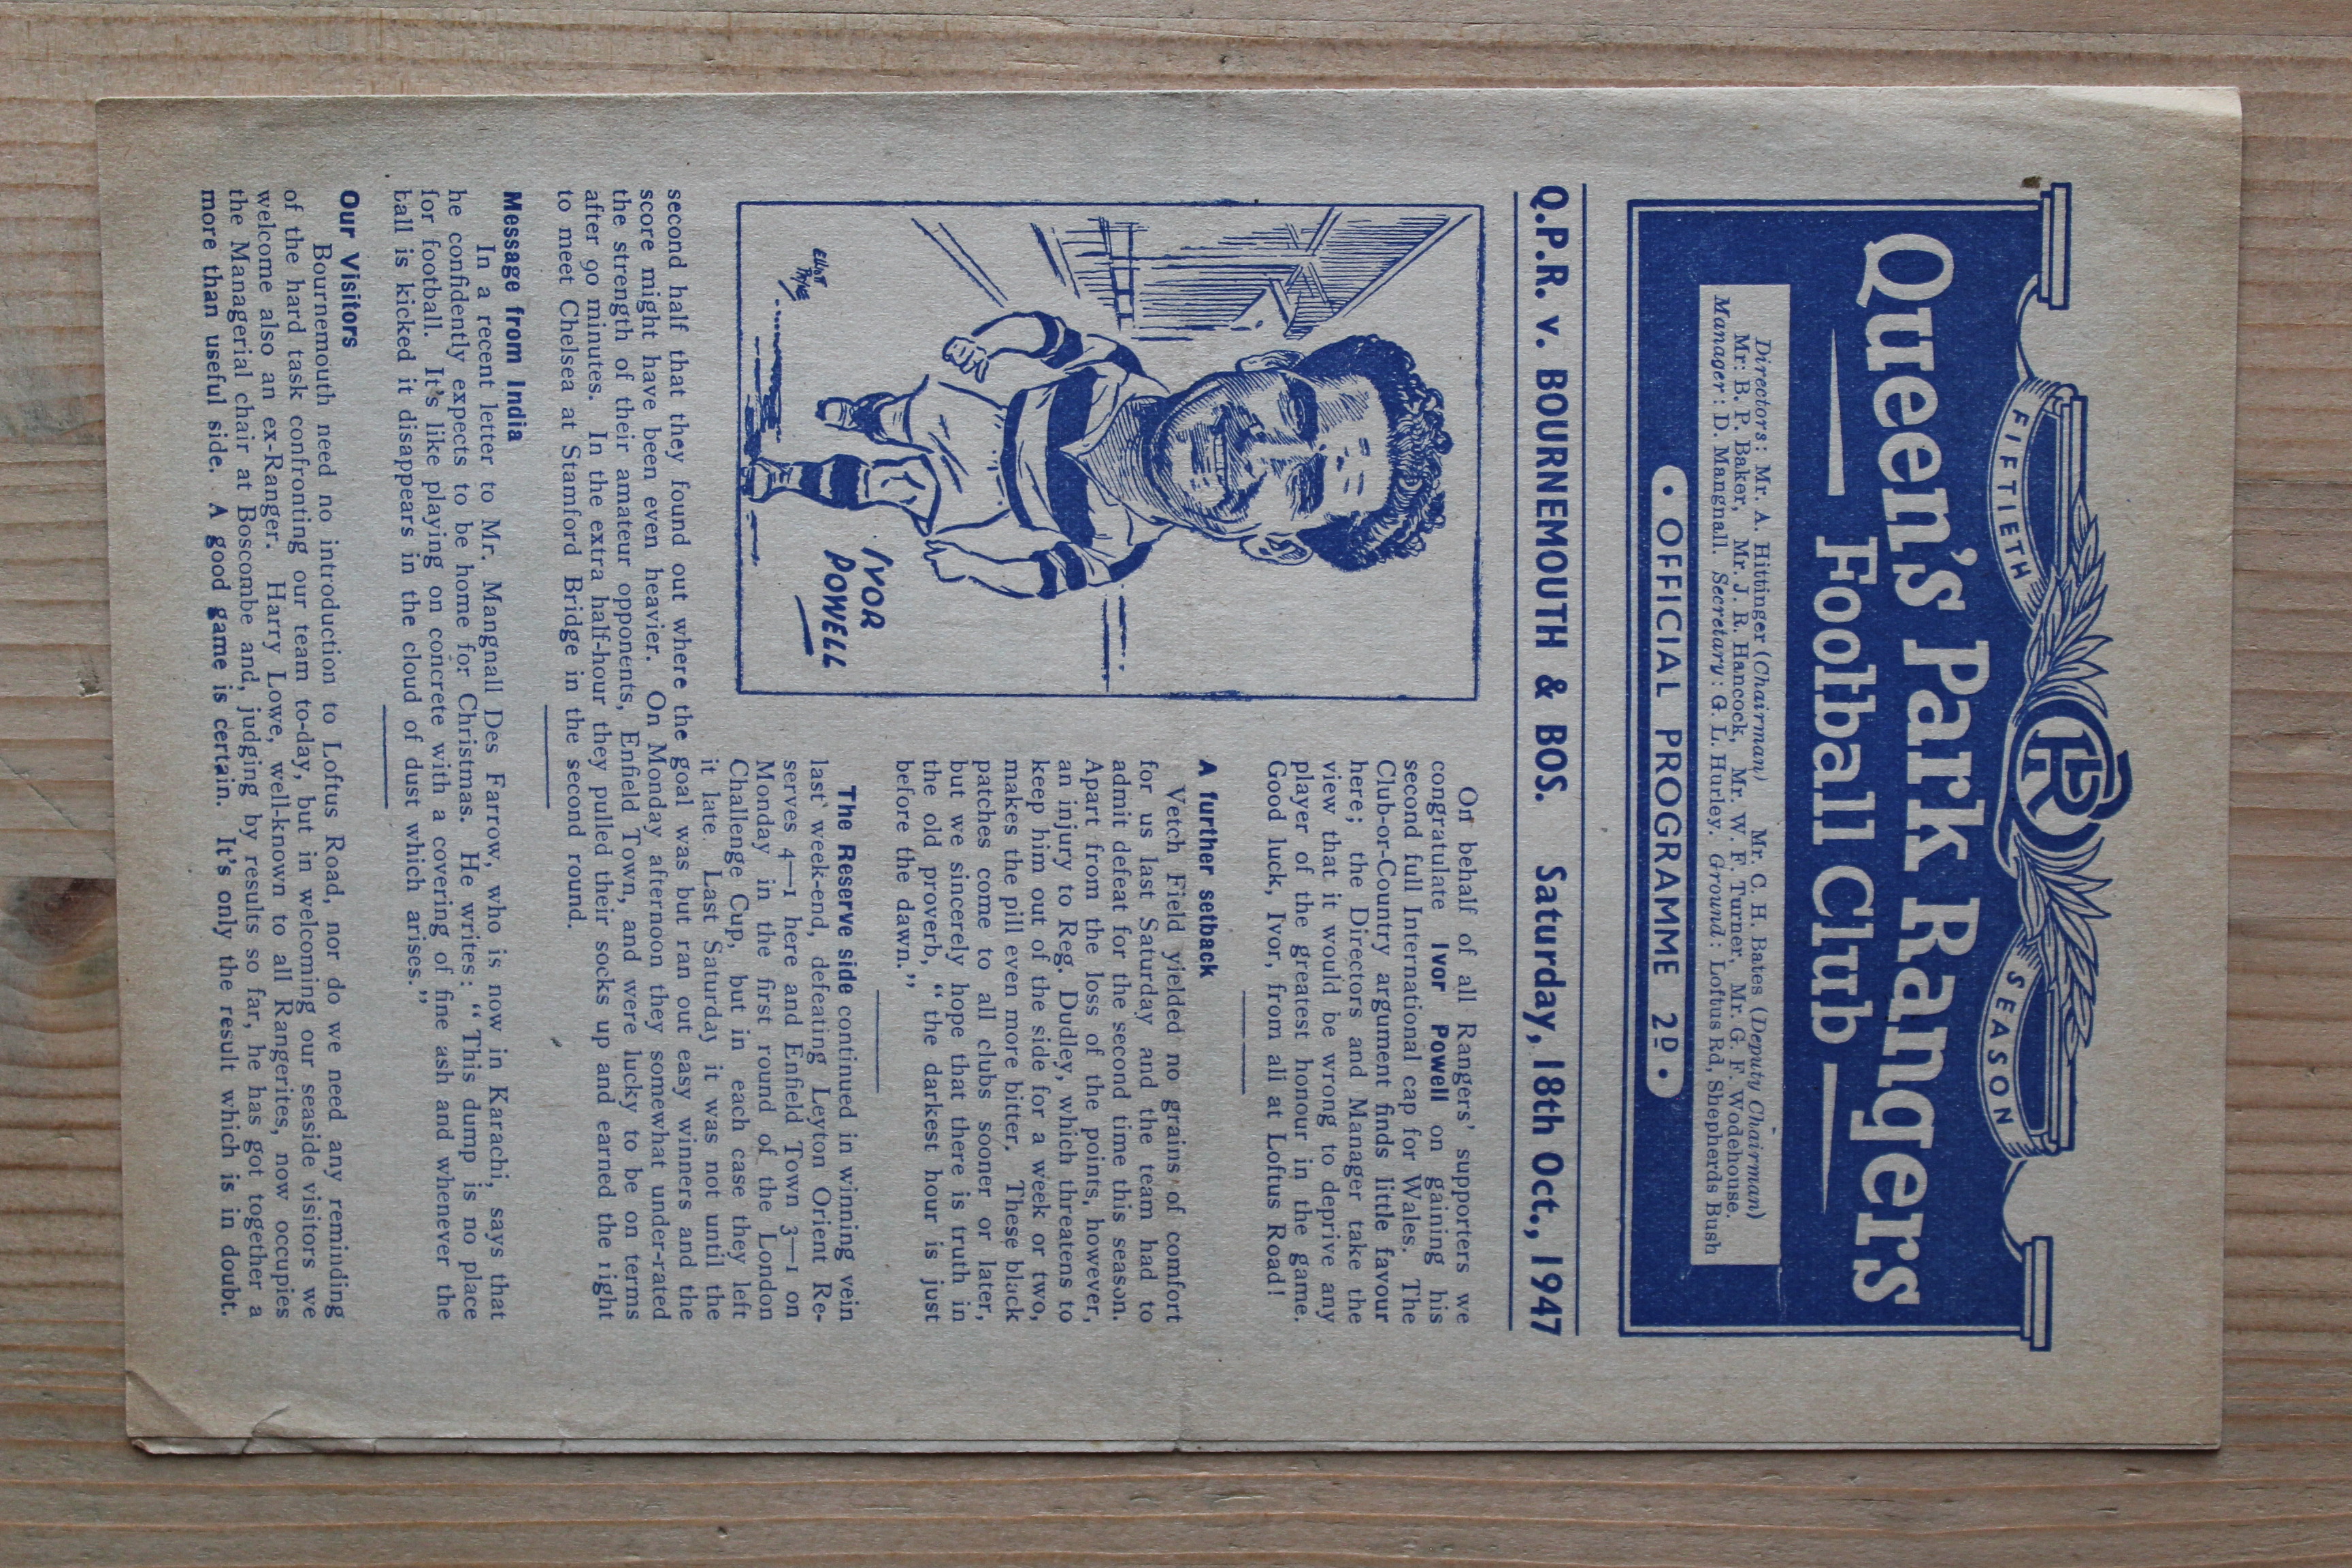 FIFTIETH SEASON
Queen's Park Rangers
Football Club
Directors: Mr. A. Hittinger (Chairman) Mr. C. H. Bates (Deputy Chairman)
Mr: B. P. Baker, Mr. J. R. Hancock, Mr. W. F. Turner, Mr. G. F. Wodehouse.
Manager: D. Mangnall. Secretary: G. L. Hurley. Ground: Loftus Rd, Shepherds Bush
• OFFICIAL PROGRAMME 2D •
Q.P.R. v. BOURNEMOUTH & BOS. Saturday, 18th Oct., 1947
IVOR
POWELL
On behalf of all Rangers' supporters we
congratulate Ivor Powell on gaining his
second full International cap for Wales. The
Club-or-Country argument finds little favour
here; the Directors and Manager take the
view that it would be wrong to deprive any
player of the greatest honour in the game.
Good luck, Ivor, from all at Loftus Road!
A further setback
Vetch Field yielded no grains of comfort
for us last Saturday and the team had to
admit defeat for the second time this season.
Apart from the loss of the points, however,
an injury to Reg. Dudley, which threatens to
keep him out of the side for a week or two,
makes the pill even more bitter. These black
patches come to all clubs sooner or later,
but we sincerely hope that there is truth in
the old proverb, "the darkest hour is just
before the dawn."
The Reserve side continued in winning vein
last week-end, defeating Leyton Orient Re-
serves 4—1 here and Enfield Town 3—1 on
Monday in the first round of the London
Challenge Cup, but in each case they left
it late. Last Saturday it was not until the
second half that they found out where the goal was but ran out easy winners and the
score might have been even heavier. On Monday afternoon they somewhat under-rated
the strength of their amateur opponents, Enfield Town, and were lucky to be on terms
after 90 minutes. In the extra half-hour they pulled their socks up and earned the right
to meet Chelsea at Stamford Bridge in the second round.
Message from India
In a recent letter to Mr. Mangnall Des Farrow, who is now in Karachi, says that
he confidently expects to be home for Christmas. He writes: "This dump is no place
for football. It's like playing on concrete with a covering of fine ash and whenever the
ball is kicked it disappears in the cloud of dust which arises."
Our Visitors
Bournemouth need no introduction to Loftus Road, nor do we need any reminding
of the hard task confronting our team to-day, but in welcoming our seaside visitors we
welcome also an ex-Ranger. Harry Lowe, well-known to all Rangerites, now occupies
the Managerial chair at Boscombe and, judging by results so far, he has got together a
more than useful side. A good game is certain. It's only the result which is in doubt.